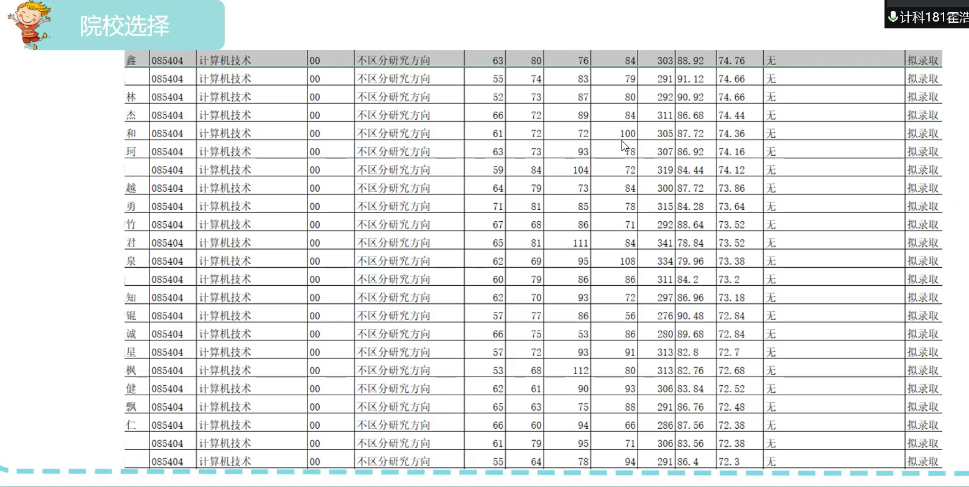 院校选择
计科181霍浩
鑫 085404 计算机技术 00 不区分研究方向 63 80 76 84 303 88.92 74.76 无 拟录取
085404 计算机技术 00 不区分研究方向 55 74 83 79 291 91.12 74.66 无 拟录取
林 085404 计算机技术 00 不区分研究方向 52 73 87 80 292 90.92 74.66 无 拟录取
杰 085404 计算机技术 00 不区分研究方向 66 72 89 84 311 86.68 74.44 无 拟录取
和 085404 计算机技术 00 不区分研究方向 61 72 72 100 305 87.72 74.36 无 拟录取
珂 085404 计算机技术 00 不区分研究方向 63 73 93 78 307 86.92 74.16 无 拟录取
085404 计算机技术 00 不区分研究方向 59 84 104 72 319 84.44 74.12 无 拟录取
越 085404 计算机技术 00 不区分研究方向 64 79 73 84 300 87.72 73.86 无 拟录取
勇 085404 计算机技术 00 不区分研究方向 71 81 85 78 315 84.28 73.64 无 拟录取
竹 085404 计算机技术 00 不区分研究方向 67 68 86 71 292 88.64 73.52 无 拟录取
君 085404 计算机技术 00 不区分研究方向 65 81 111 84 341 78.84 73.52 无 拟录取
泉 085404 计算机技术 00 不区分研究方向 62 69 95 108 334 79.96 73.38 无 拟录取
085404 计算机技术 00 不区分研究方向 60 79 86 86 311 84.2 73.2 无 拟录取
知 085404 计算机技术 00 不区分研究方向 62 70 93 72 297 86.96 73.18 无 拟录取
锟 085404 计算机技术 00 不区分研究方向 57 77 86 56 276 90.48 72.84 无 拟录取
诚 085404 计算机技术 00 不区分研究方向 66 75 53 86 280 89.68 72.84 无 拟录取
星 085404 计算机技术 00 不区分研究方向 57 72 93 91 313 82.8 72.7 无 拟录取
枫 085404 计算机技术 00 不区分研究方向 53 68 112 80 313 82.76 72.68 无 拟录取
健 085404 计算机技术 00 不区分研究方向 62 61 90 93 306 83.84 72.52 无 拟录取
飘 085404 计算机技术 00 不区分研究方向 65 63 75 88 291 86.76 72.48 无 拟录取
仁 085404 计算机技术 00 不区分研究方向 66 60 94 66 286 87.56 72.38 无 拟录取
085404 计算机技术 00 不区分研究方向 61 79 95 71 306 83.56 72.38 无 拟录取
085404 计算机技术 00 不区分研究方向 55 64 78 94 291 86.4 72.3 无 拟录取